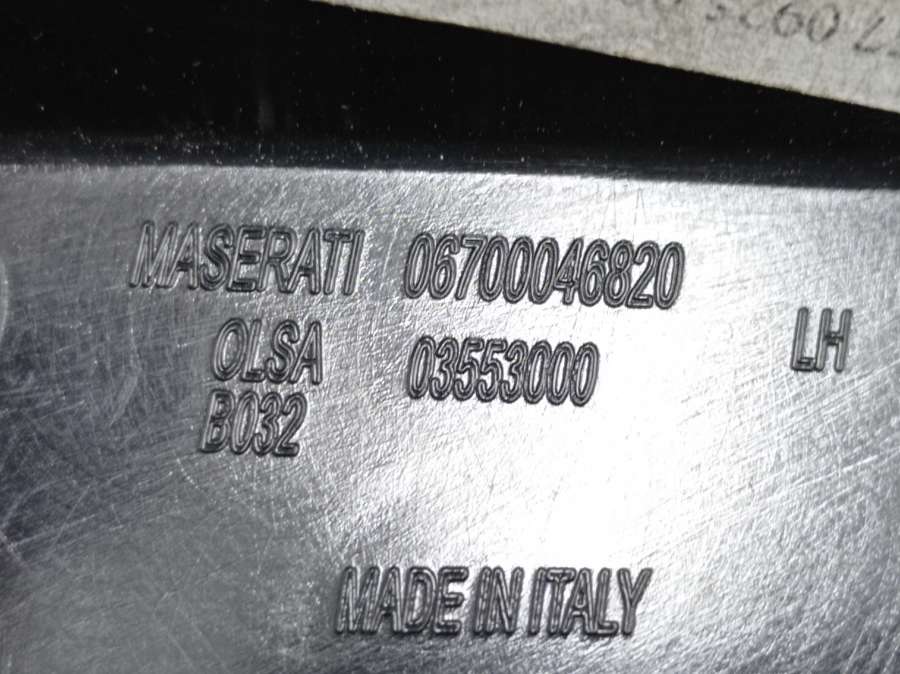 MASERATI 06700046820
OLSA 03553000 LH
B032
MADE IN ITALY